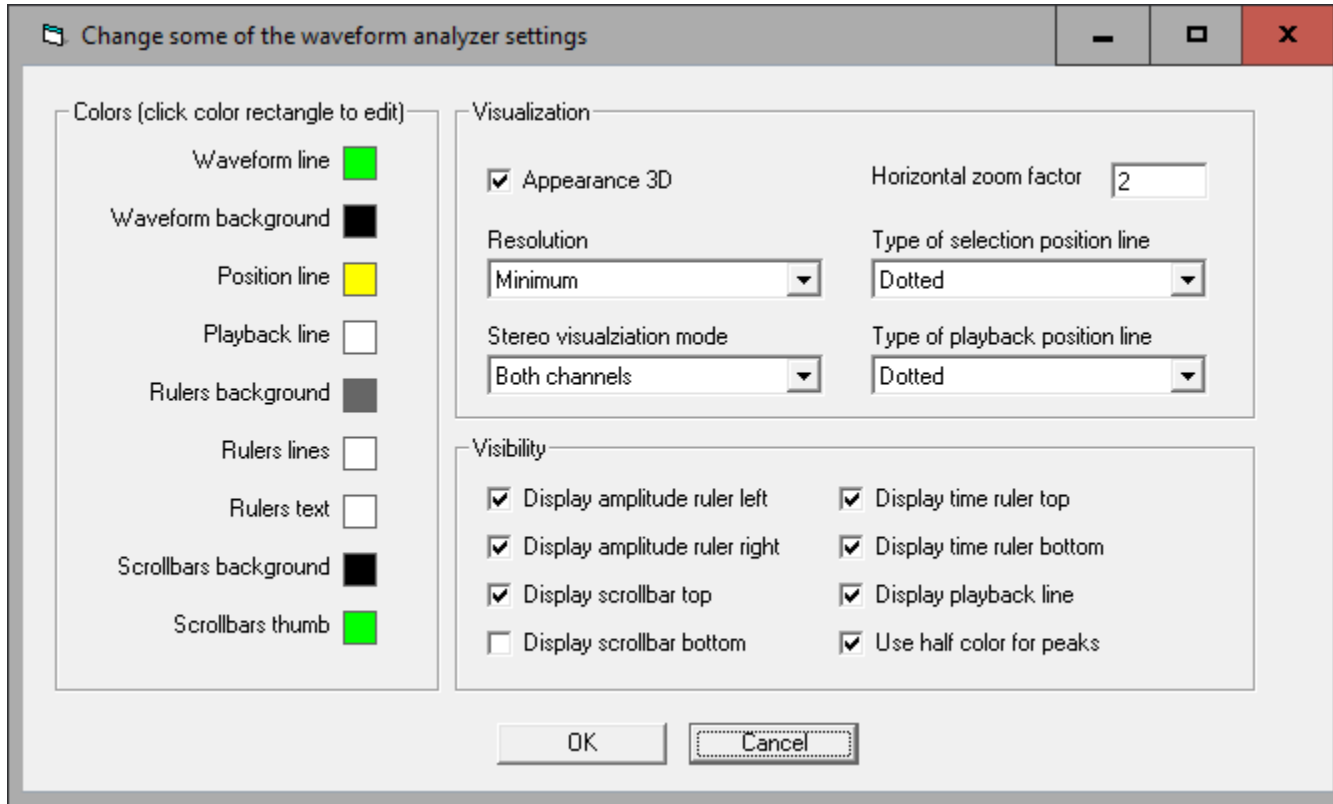 Change some of the waveform analyzer settings
Colors (click color rectangle to edit)
Waveform line
Waveform background
Position line
Playback line
Rulers background
Rulers lines
Rulers text
Scrollbars background
Scrollbars thumb
Visualization
Appearance 3D
Horizontal zoom factor 2
Resolution
Minimum
Type of selection position line
Dotted
Stereo visualziation mode
Both channels
Type of playback position line
Dotted
Visibility
Display amplitude ruler left
Display amplitude ruler right
Display scrollbar top
Display scrollbar bottom
Display time ruler top
Display time ruler bottom
Display playback line
Use half color for peaks
OK
Cancel